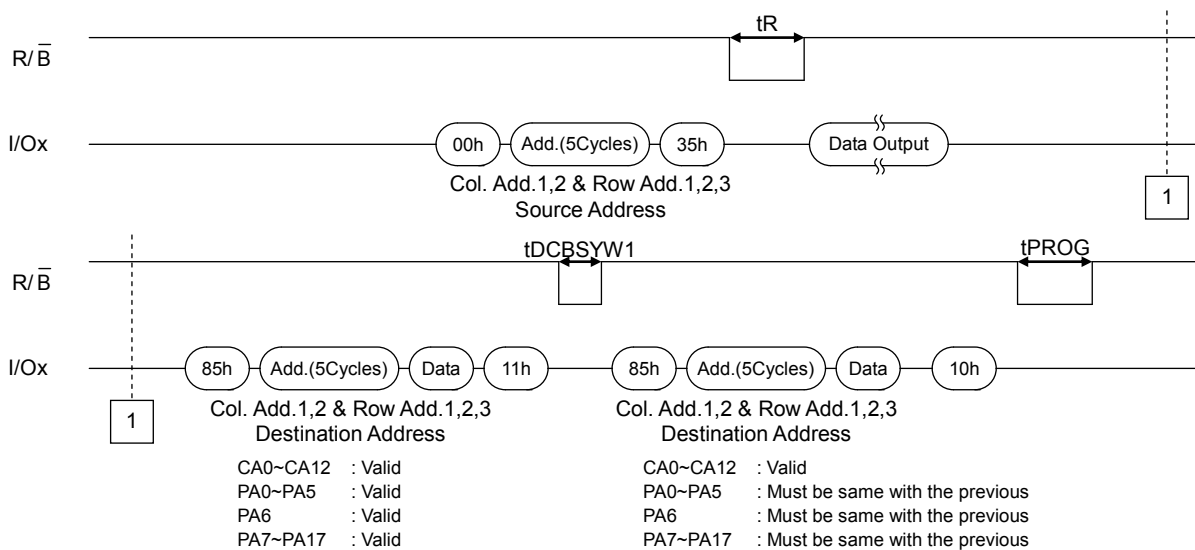 tR
R/B̅
I/Ox
00h Add.(5Cycles) 35h Data Output
Col. Add.1,2 & Row Add.1,2,3
Source Address
1
tDCBSYW1 tPROG
R/B̅
I/Ox
85h Add.(5Cycles) Data 11h 85h Add.(5Cycles) Data 10h
1
Col. Add.1,2 & Row Add.1,2,3
Destination Address
CA0~CA12 : Valid
PA0~PA5 : Valid
PA6 : Valid
PA7~PA17 : Valid
Col. Add.1,2 & Row Add.1,2,3
Destination Address
CA0~CA12 : Valid
PA0~PA5 : Must be same with the previous
PA6 : Must be same with the previous
PA7~PA17 : Must be same with the previous